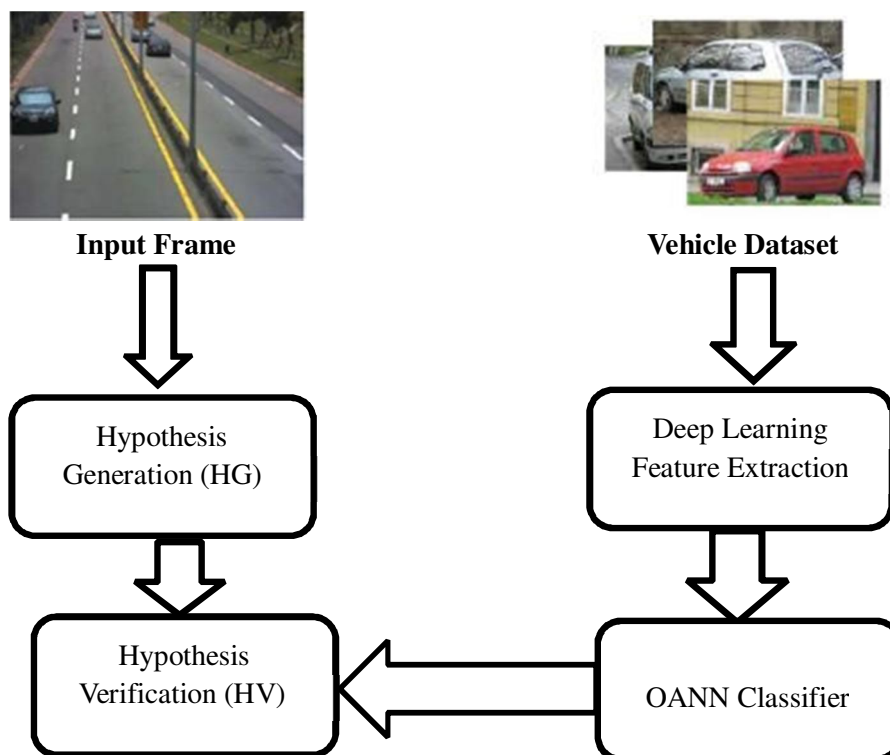 Input Frame
Vehicle Dataset
Hypothesis
Generation (HG)
Deep Learning
Feature Extraction
Hypothesis
Verification (HV)
OANN Classifier